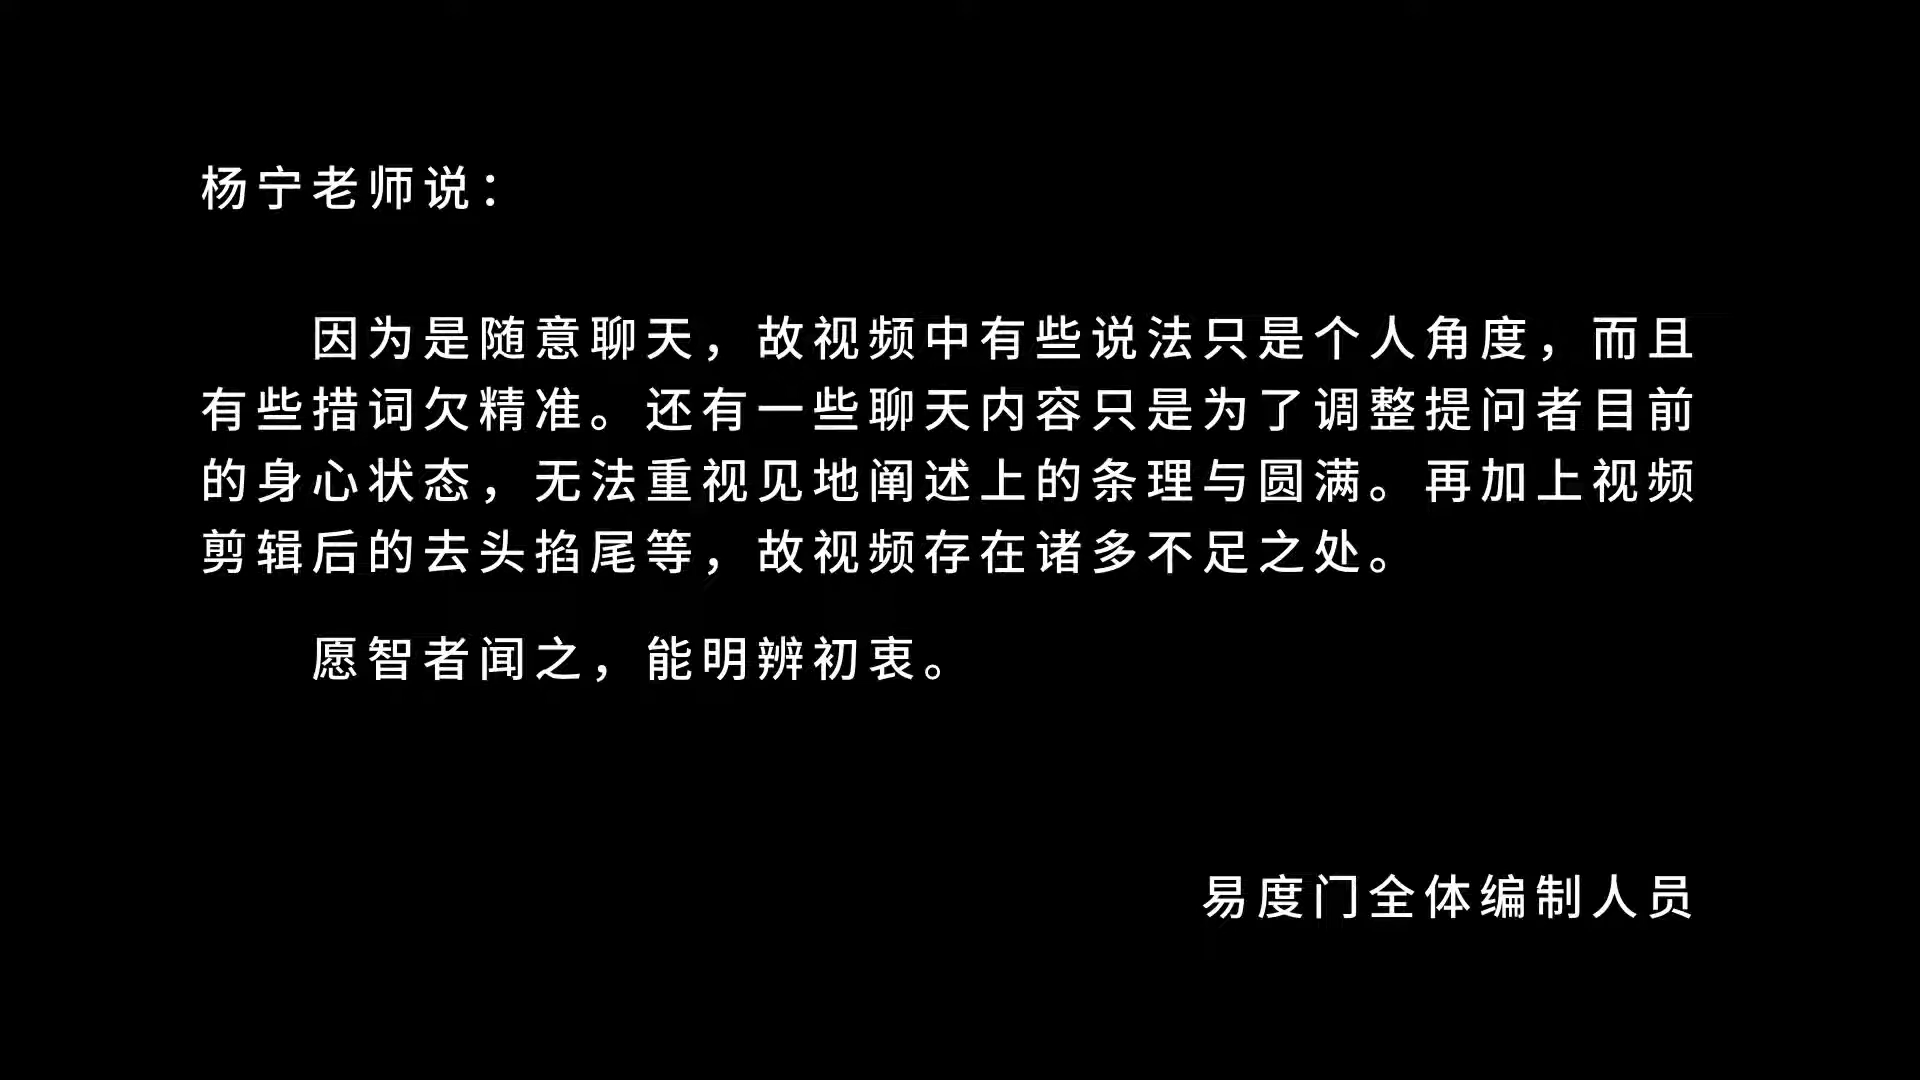 杨宁老师说：
因为是随意聊天，故视频中有些说法只是个人角度，而且
有些措词欠精准。还有一些聊天内容只是为了调整提问者目前
的身心状态，无法重视见地阐述上的条理与圆满。再加上视频
剪辑后的去头掐尾等，故视频存在诸多不足之处。
愿智者闻之，能明辨初衷。
易度门全体编制人员